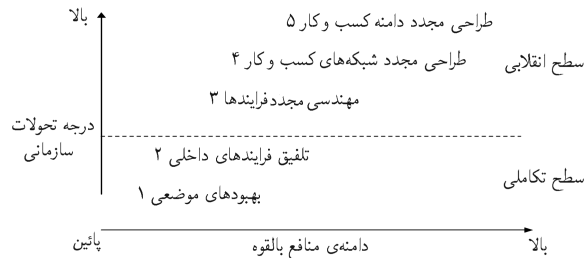 بالا
طراحی مجدد دامنه کسب و کار ۵
طراحی مجدد شبکه‌های کسب و کار ۴
سطح انقلابی
مهندسی مجدد فرایندها ۳
درجه تحولات
سازمانی
تلفیق فرایندهای داخلی ۲
سطح تکاملی
بهبودهای موضعی ۱
پائین
دامنه‌ی منافع بالقوه
بالا